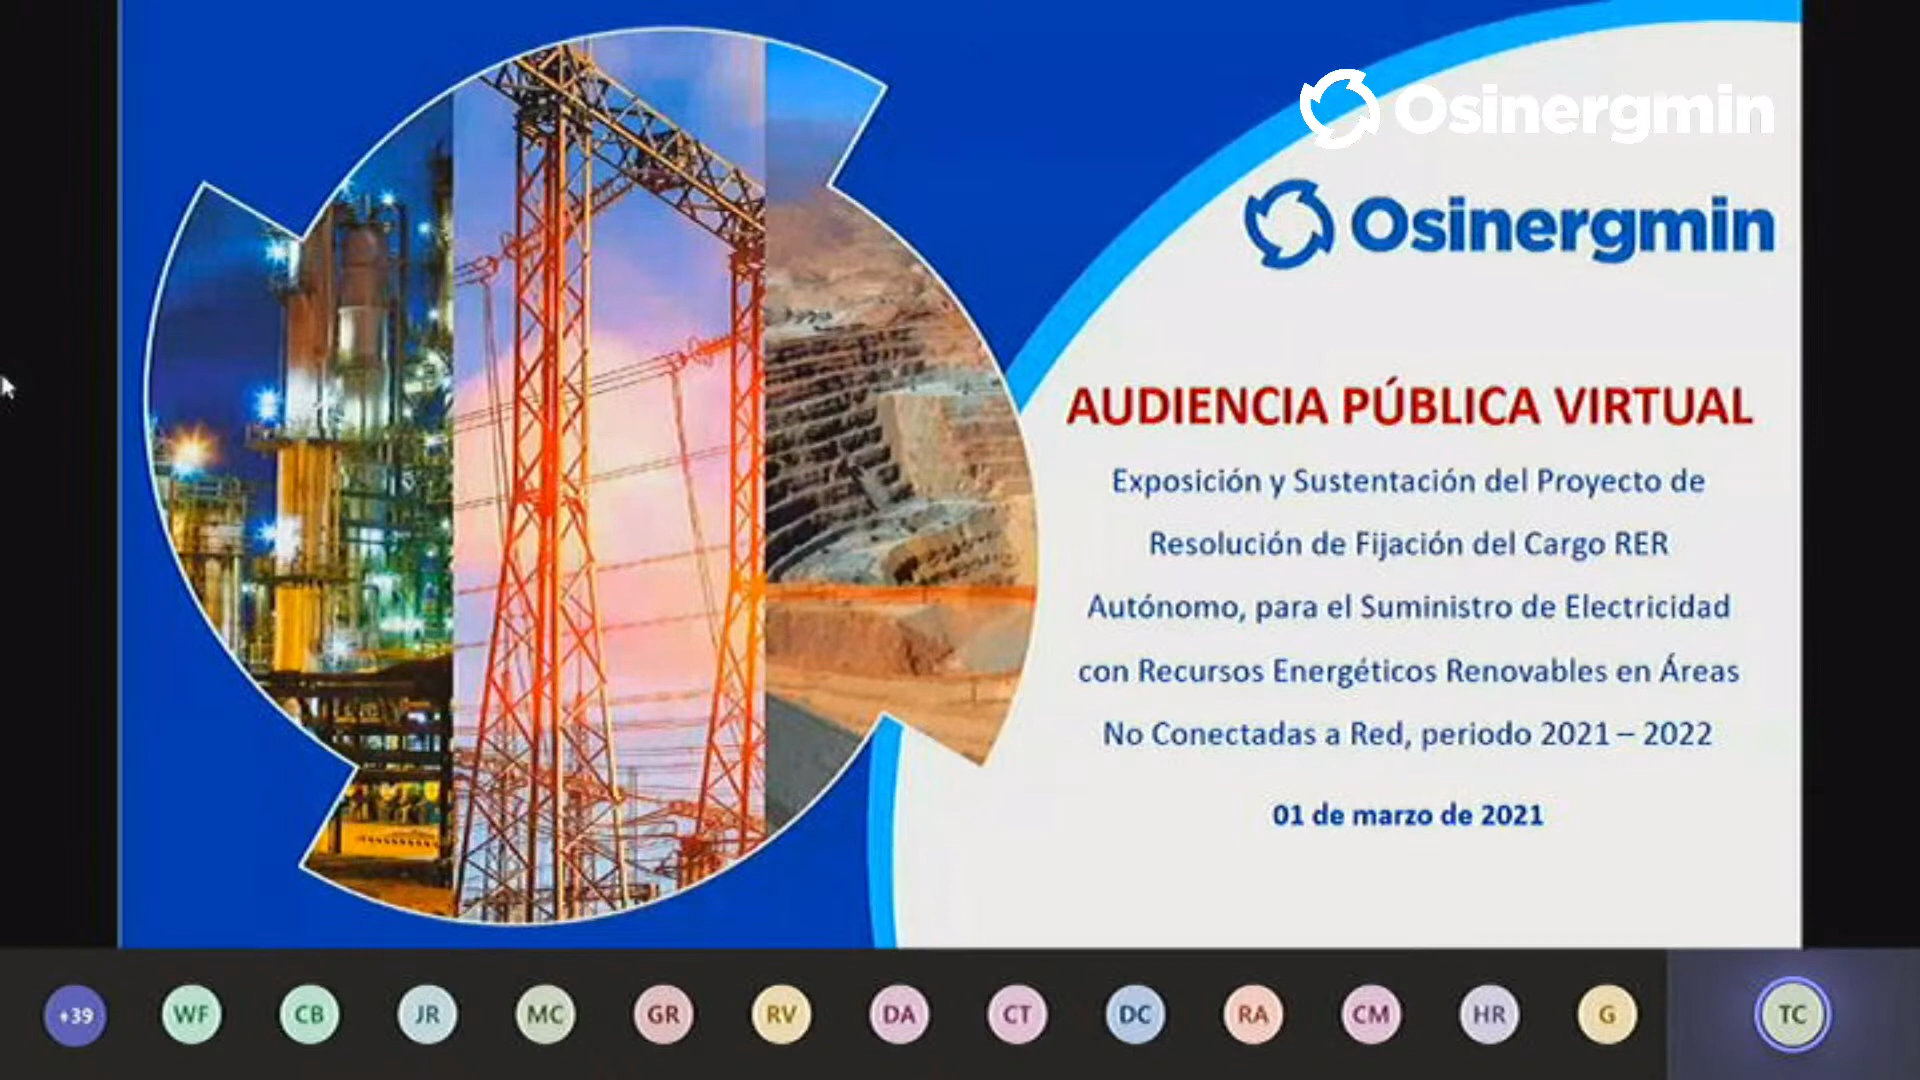 Osinergmin
Osinergmin
AUDIENCIA PÚBLICA VIRTUAL
Exposición y Sustentación del Proyecto de
Resolución de Fijación del Cargo RER
Autónomo, para el Suministro de Electricidad
con Recursos Energéticos Renovables en Áreas
No Conectadas a Red, periodo 2021 – 2022
01 de marzo de 2021
+39 WF CB JR MC GR RV DA CT DC RA CM HR G TC